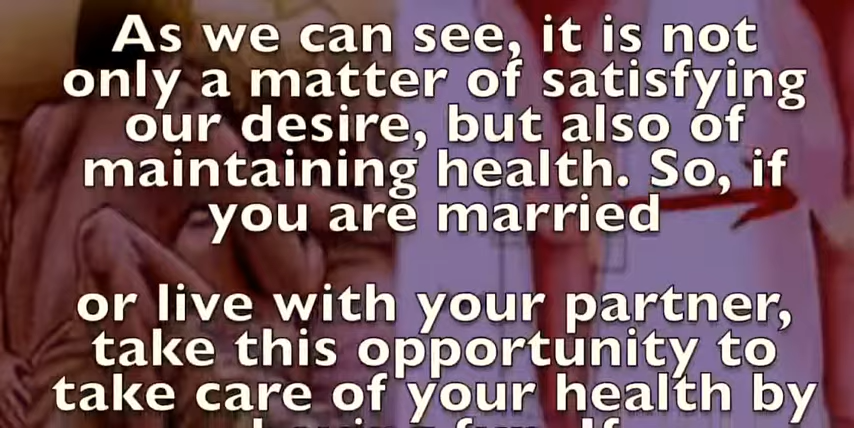 As we can see, it is not
only a matter of satisfying
our desire, but also of
maintaining health. So, if
you are married
or live with your partner,
take this opportunity to
take care of your health by